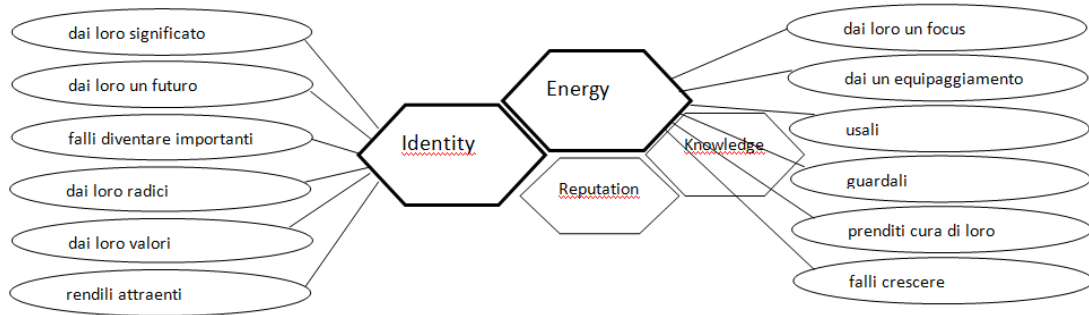 dai loro significato
dai loro un futuro
falli diventare importanti
dai loro radici
dai loro valori
rendili attraenti
Identity
Energy
Reputation
Knowledge
dai loro un focus
dai un equipaggiamento
usali
guardali
prenditi cura di loro
falli crescere